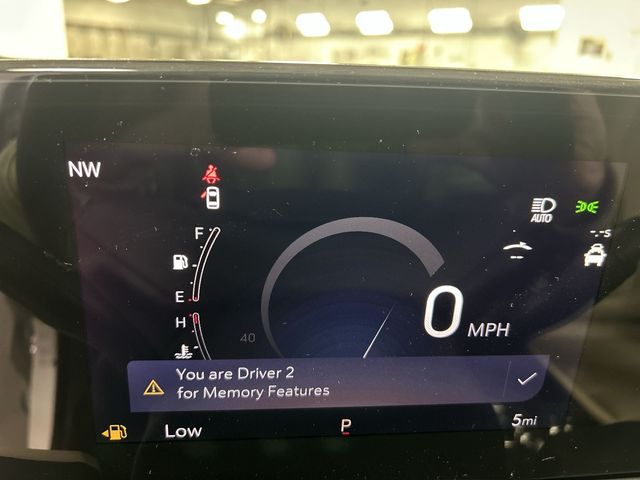 NW
AUTO
F
--s
E
H
40
0 MPH
You are Driver 2
for Memory Features
Low
P
5mi